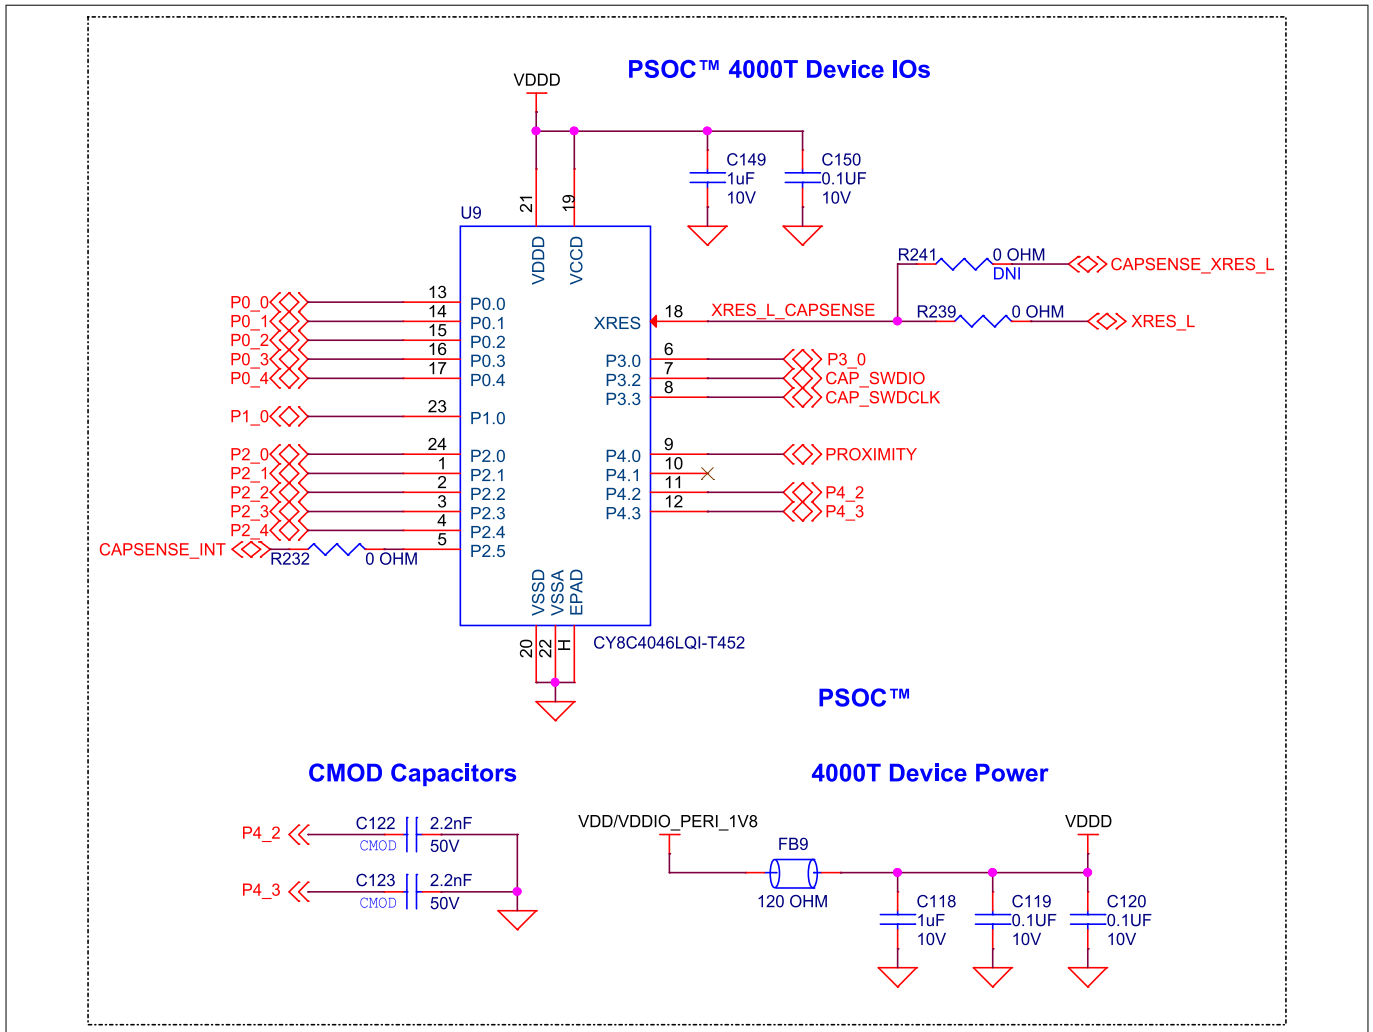 PSOC™ 4000T Device IOs
VDDD
C149
1uF
10V
C150
0.1UF
10V
21
19
U9
VDDD
VCCD
R241
0 OHM
DNI
CAPSENSE_XRES_L
XRES
18
XRES_L_CAPSENSE
R239
0 OHM
XRES_L
P0_0
13
P0.0
P0_1
14
P0.1
P0_2
15
P0.2
P0_3
16
P0.3
P0_4
17
P0.4
P1_0
23
P1.0
P2_0
24
P2.0
P2_1
1
P2.1
P2_2
2
P2.2
P2_3
3
P2.3
P2_4
4
P2.4
CAPSENSE_INT
R232
0 OHM
5
P2.5
P3.0
6
P3_0
P3.2
7
CAP_SWDIO
P3.3
8
CAP_SWDCLK
P4.0
9
PROXIMITY
P4.1
10
P4.2
11
P4_2
P4.3
12
P4_3
VSSD
VSSA
EPAD
20
22
H
CY8C4046LQI-T452
PSOC™
CMOD Capacitors
4000T Device Power
P4_2
C122
CMOD
2.2nF
50V
P4_3
C123
CMOD
2.2nF
50V
VDD/VDDIO_PERI_1V8
FB9
120 OHM
VDDD
C118
1uF
10V
C119
0.1UF
10V
C120
0.1UF
10V